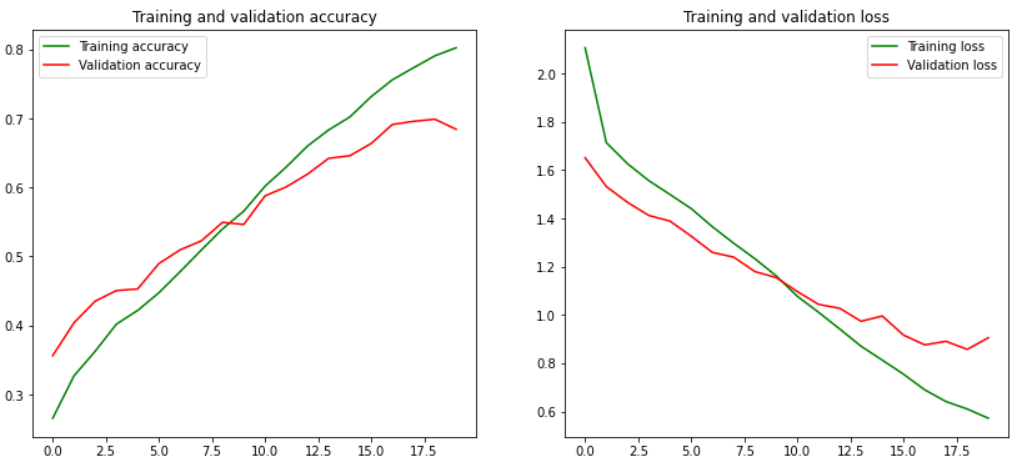 Training and validation accuracy
Training accuracy
Validation accuracy
0.8
0.7
0.6
0.5
0.4
0.3
0.0 2.5 5.0 7.5 10.0 12.5 15.0 17.5
Training and validation loss
Training loss
Validation loss
2.0
1.8
1.6
1.4
1.2
1.0
0.8
0.6
0.0 2.5 5.0 7.5 10.0 12.5 15.0 17.5